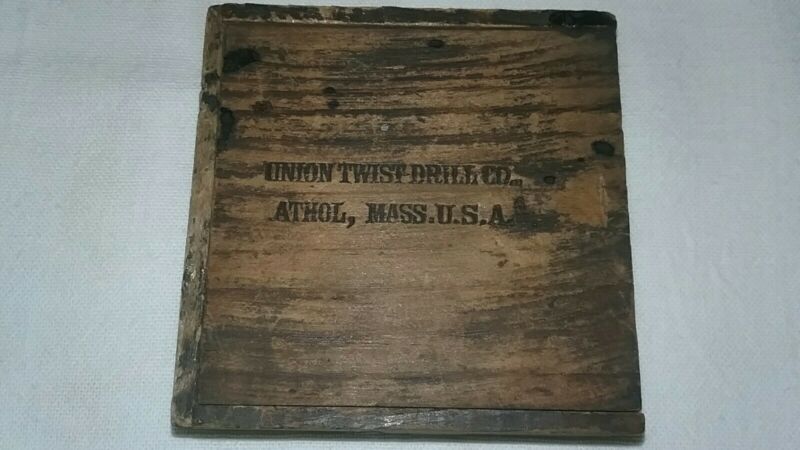 UNION TWIST DRILL CO.,
ATHOL, MASS. U.S.A.